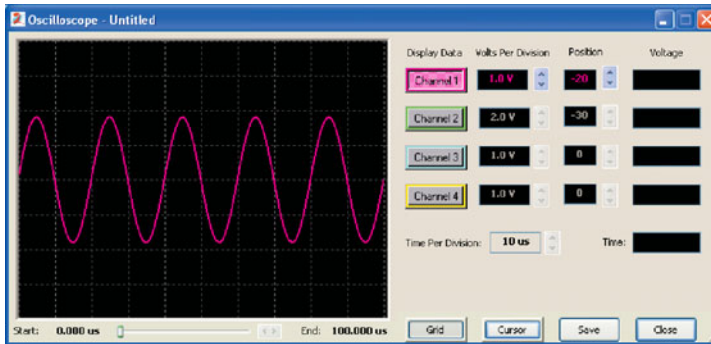 Oscilloscope - Untitled
Display Data Volts Per Division Position Voltage
Channel 1 1.0 V -20
Channel 2 2.0 V -30
Channel 3 1.0 V 0
Channel 4 1.0 V 0
Time Per Division: 10 us Time:
Start: 0.000 us End: 100.000 us Grid Cursor Save Close